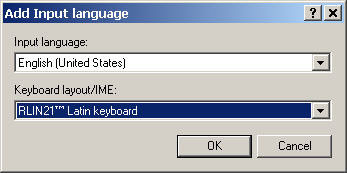 Add Input language
Input language:
English (United States)
Keyboard layout/IME:
RLIN21™ Latin keyboard
OK Cancel